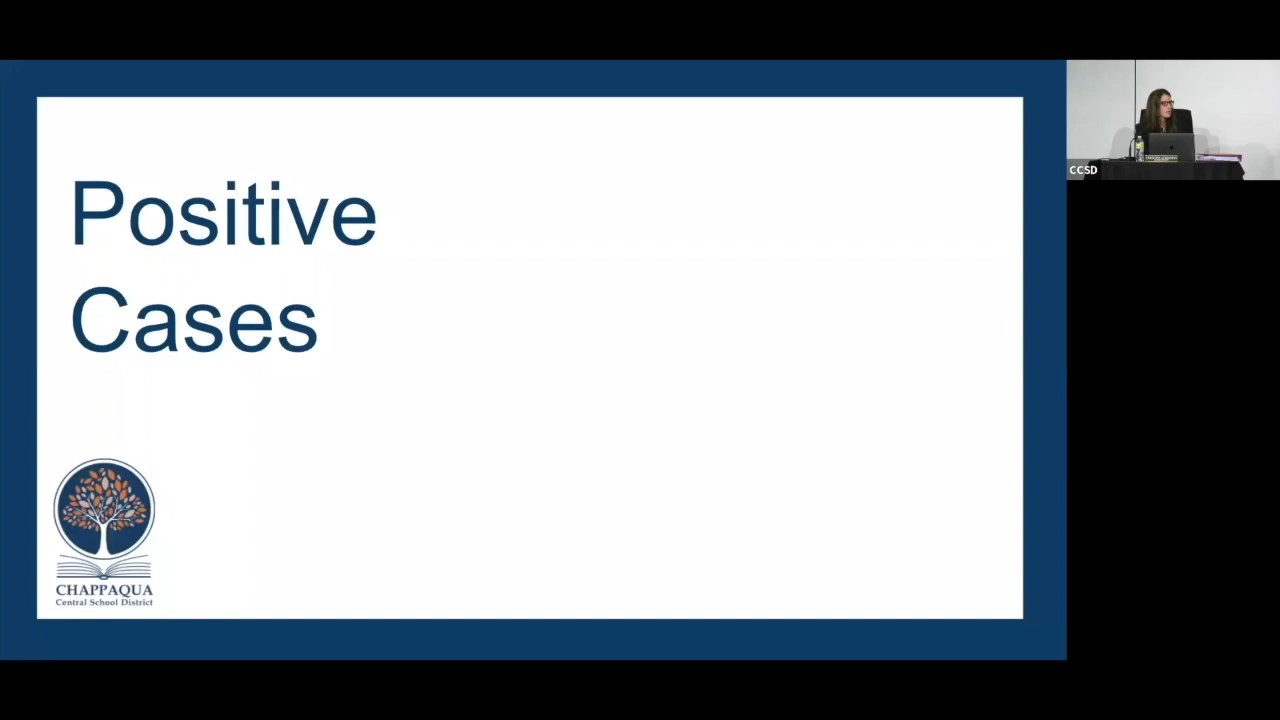 Positive
Cases
CHAPPAQUA
Central School District
CCSD